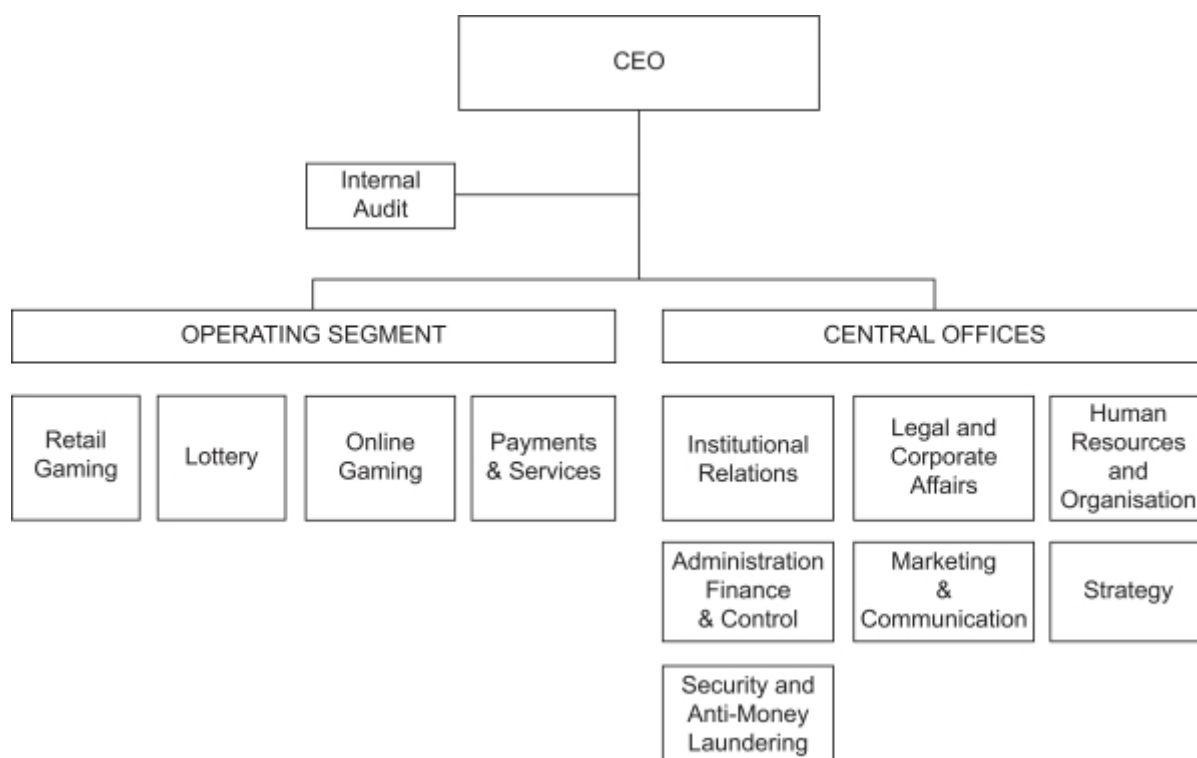 CEO
Internal
Audit
OPERATING SEGMENT
CENTRAL OFFICES
Retail
Gaming
Lottery
Online
Gaming
Payments
& Services
Institutional
Relations
Legal and
Corporate
Affairs
Human
Resources
and
Organisation
Administration
Finance
& Control
Marketing
&
Communication
Strategy
Security and
Anti-Money
Laundering